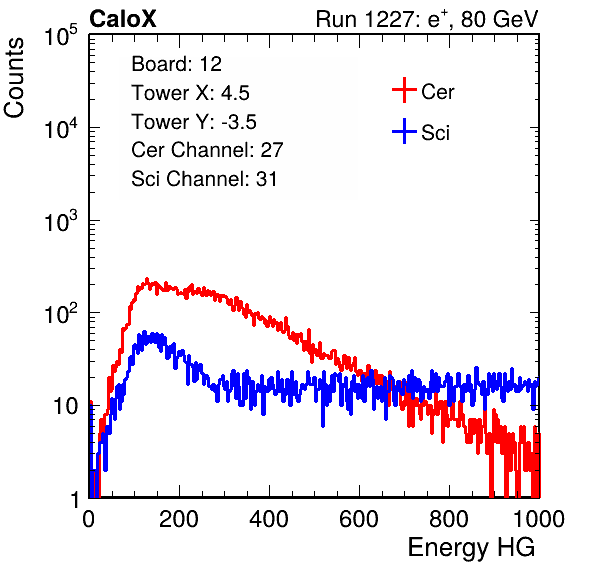 CaloX Run 1227: e⁺, 80 GeV
Counts
Board: 12
Tower X: 4.5
Tower Y: -3.5
Cer Channel: 27
Sci Channel: 31
Cer
Sci
10⁵
10⁴
10³
10²
10
1
0 200 400 600 800 1000
Energy HG